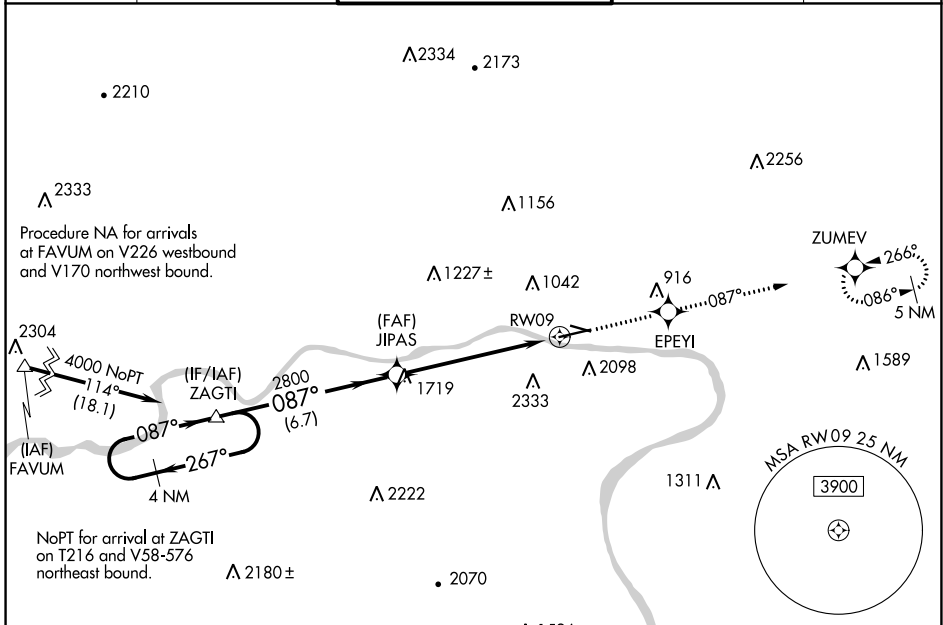 2334
2173
2210
2256
2333
1156
Procedure NA for arrivals
at FAVUM on V226 westbound
and V170 northwest bound.
ZUMEV
266°
086°
5 NM
1227±
1042
916
087°
RW09
EPEYI
(FAF)
JIPAS
2304
4000 NoPT
114°
(18.1)
(IF/IAF)
ZAGTI
2800
087°
(6.7)
1719
2098
2333
1589
087°
267°
4 NM
(IAF)
FAVUM
MSA RW09 25 NM
3900
1311
2222
NoPT for arrival at ZAGTI
on T216 and V58-576
northeast bound.
2180±
2070